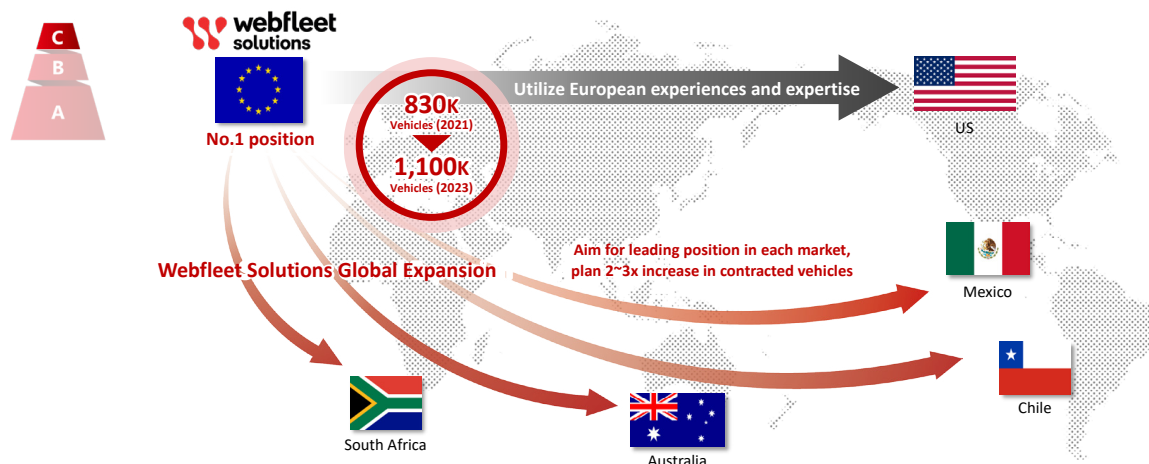 C
B
A
webfleet
solutions
No.1 position
830K
Vehicles (2021)
1,100K
Vehicles (2023)
Utilize European experiences and expertise
US
Webfleet Solutions Global Expansion
Aim for leading position in each market,
plan 2~3x increase in contracted vehicles
Mexico
Chile
South Africa
Australia